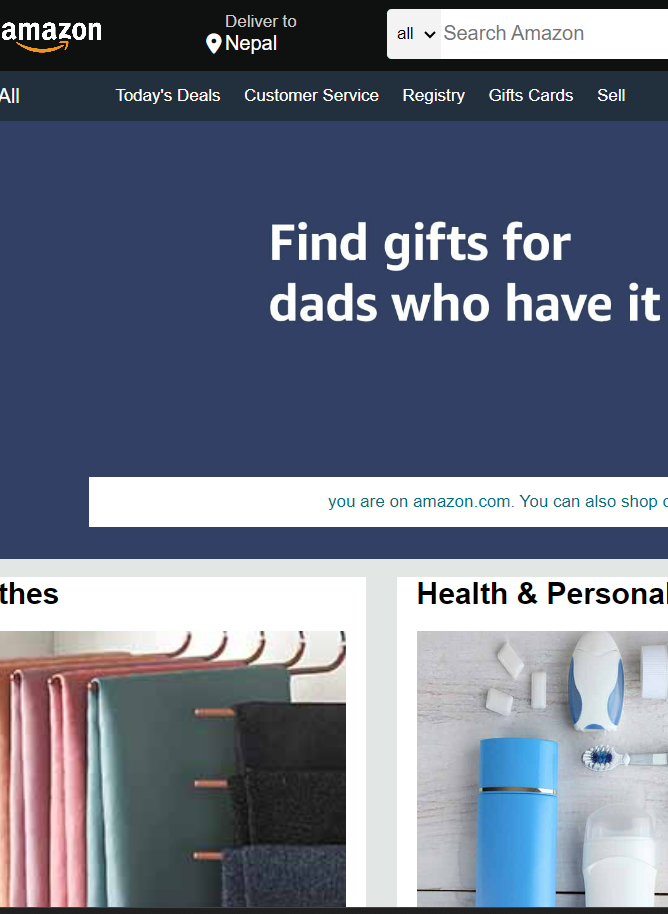 amazon
Deliver to
Nepal
all
Search Amazon
All
Today's Deals
Customer Service
Registry
Gifts Cards
Sell
Find gifts for
dads who have it
you are on amazon.com. You can also shop
thes
Health & Personal